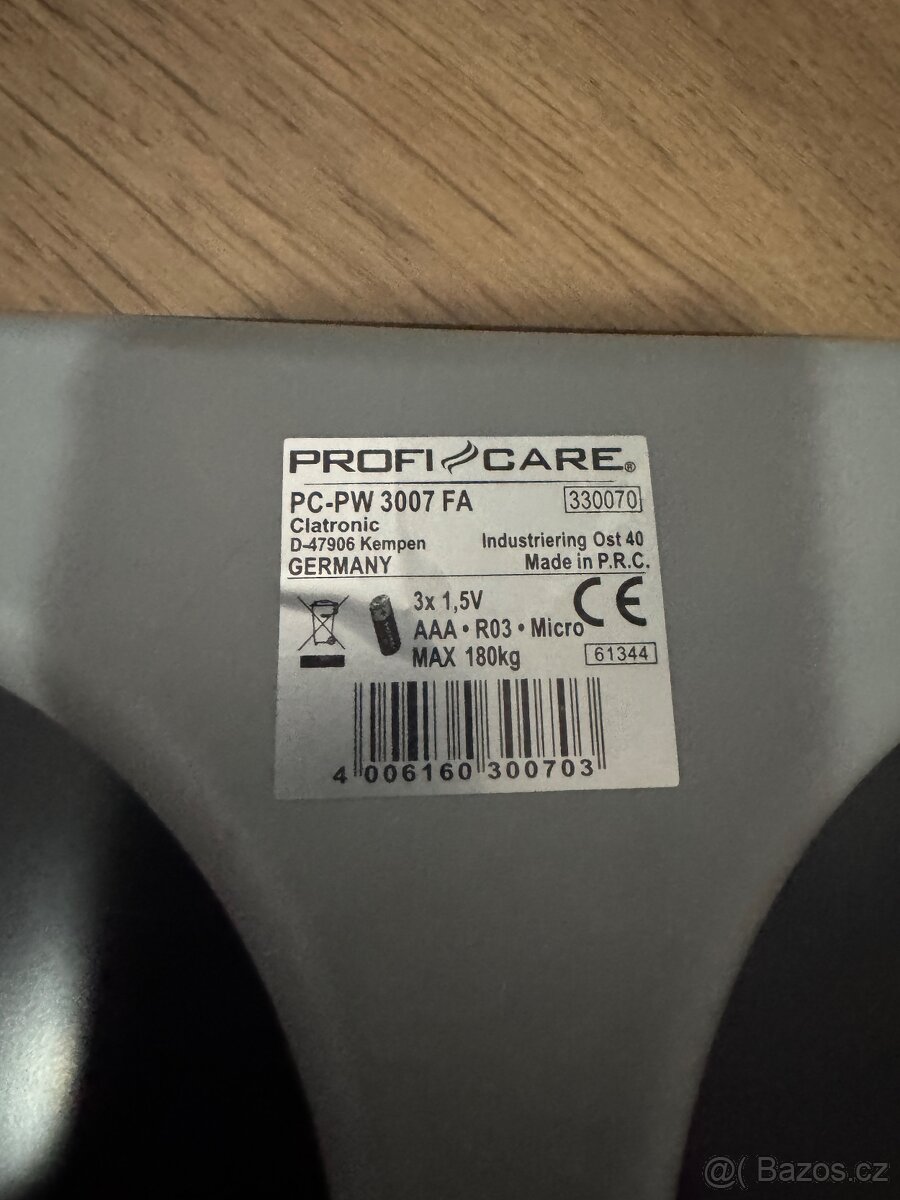 PROFI CARE®
PC-PW 3007 FA 330070
Clatronic
D-47906 Kempen Industriering Ost 40
GERMANY Made in P.R.C.
3x 1,5V CE
AAA • R03 • Micro
MAX 180kg 61344
4 006160 300703
@( Bazos.cz